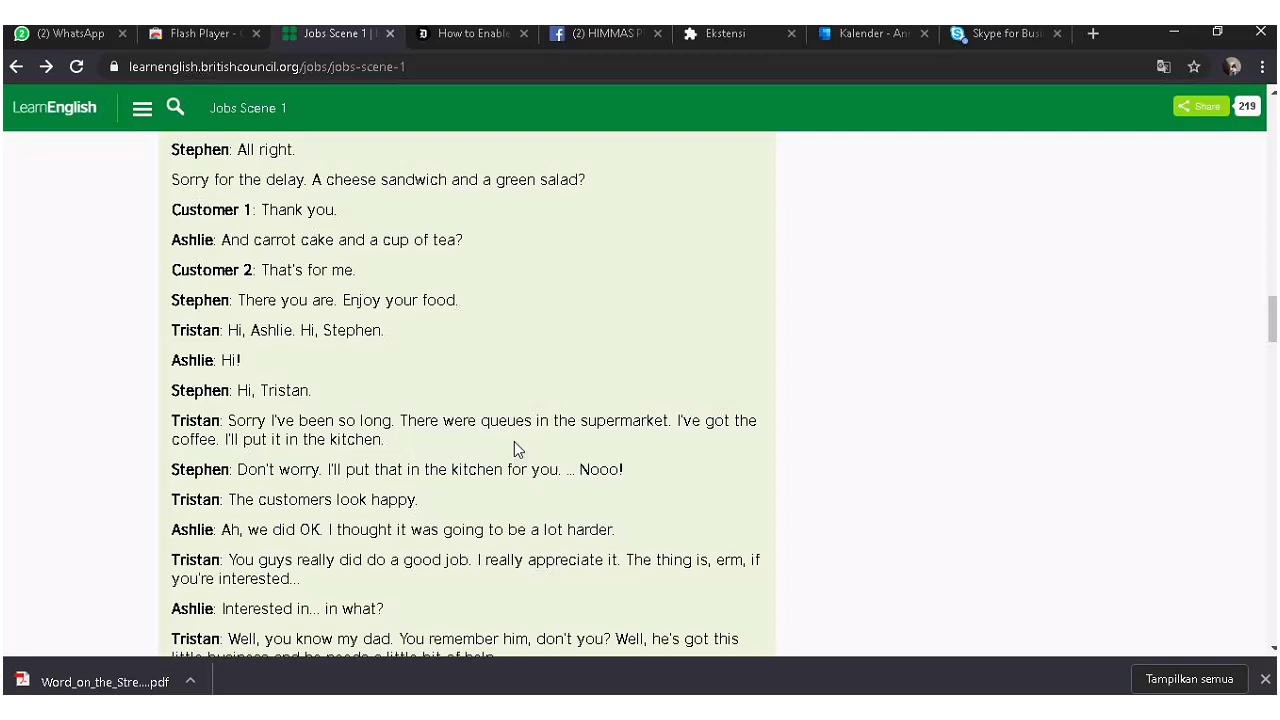 (2) WhatsApp
Flash Player -
Jobs Scene 1 |
How to Enable
(2) HIMMAS P
Ekstensi
Kalender - An
Skype for Busi
learnenglish.britishcouncil.org/jobs/jobs-scene-1
LearnEnglish
Jobs Scene 1
Share
219
Stephen: All right.
Sorry for the delay. A cheese sandwich and a green salad?
Customer 1: Thank you.
Ashlie: And carrot cake and a cup of tea?
Customer 2: That's for me.
Stephen: There you are. Enjoy your food.
Tristan: Hi, Ashlie. Hi, Stephen.
Ashlie: Hi!
Stephen: Hi, Tristan.
Tristan: Sorry I've been so long. There were queues in the supermarket. I've got the
coffee. I'll put it in the kitchen.
Stephen: Don't worry. I'll put that in the kitchen for you. ... Nooo!
Tristan: The customers look happy.
Ashlie: Ah, we did OK. I thought it was going to be a lot harder.
Tristan: You guys really did do a good job. I really appreciate it. The thing is, erm, if
you're interested...
Ashlie: Interested in... in what?
Tristan: Well, you know my dad. You remember him, don't you? Well, he's got this
little business and he needs a little bit of help.
Word_on_the_Stre....pdf
Tampilkan semua